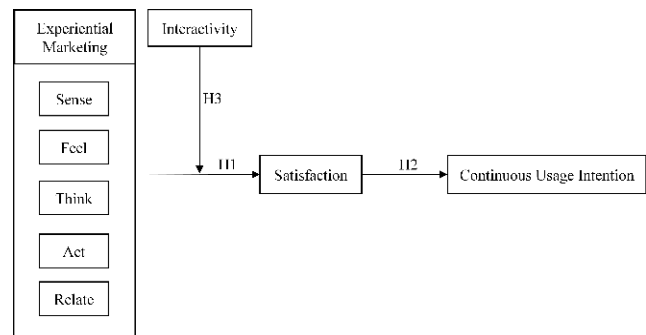 Experiential
Marketing
Interactivity
Sense
H3
Feel
H1
Satisfaction
H2
Continuous Usage Intention
Think
Act
Relate